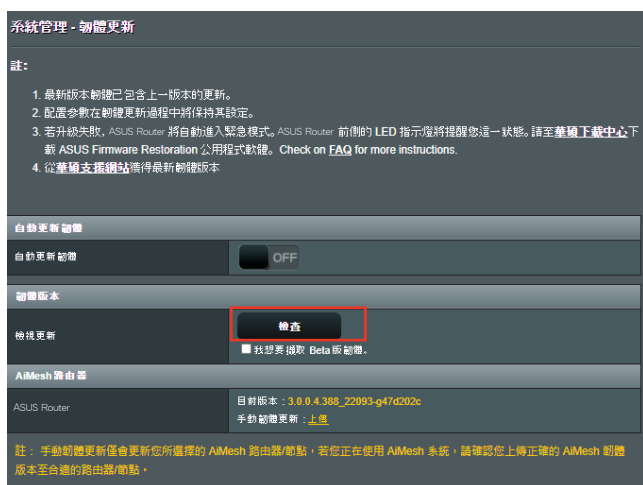 系統管理 - 韌體更新
註:
1. 最新版本韌體已包含上一版本的更新。
2. 配置參數在韌體更新過程中將保持其設定。
3. 若升級失敗, ASUS Router 將自動進入緊急模式。ASUS Router 前側的 LED 指示燈將提醒您這一狀態。請至華碩下載中心下
載 ASUS Firmware Restoration 公用程式軟體。 Check on FAQ for more instructions.
4. 從華碩支援網站獲得最新韌體版本
自動更新韌體
自動更新韌體
OFF
韌體版本
檢視更新
檢查
我想要擷取 Beta 版韌體。
AiMesh 路由器
ASUS Router
目前版本 : 3.0.0.4.388_22093-g47d202c
手動韌體更新 : 上傳
註： 手動韌體更新僅會更新您所選擇的 AiMesh 路由器/節點，若您正在使用 AiMesh 系統，請確認您上傳正確的 AiMesh 韌體
版本至合適的路由器/節點。